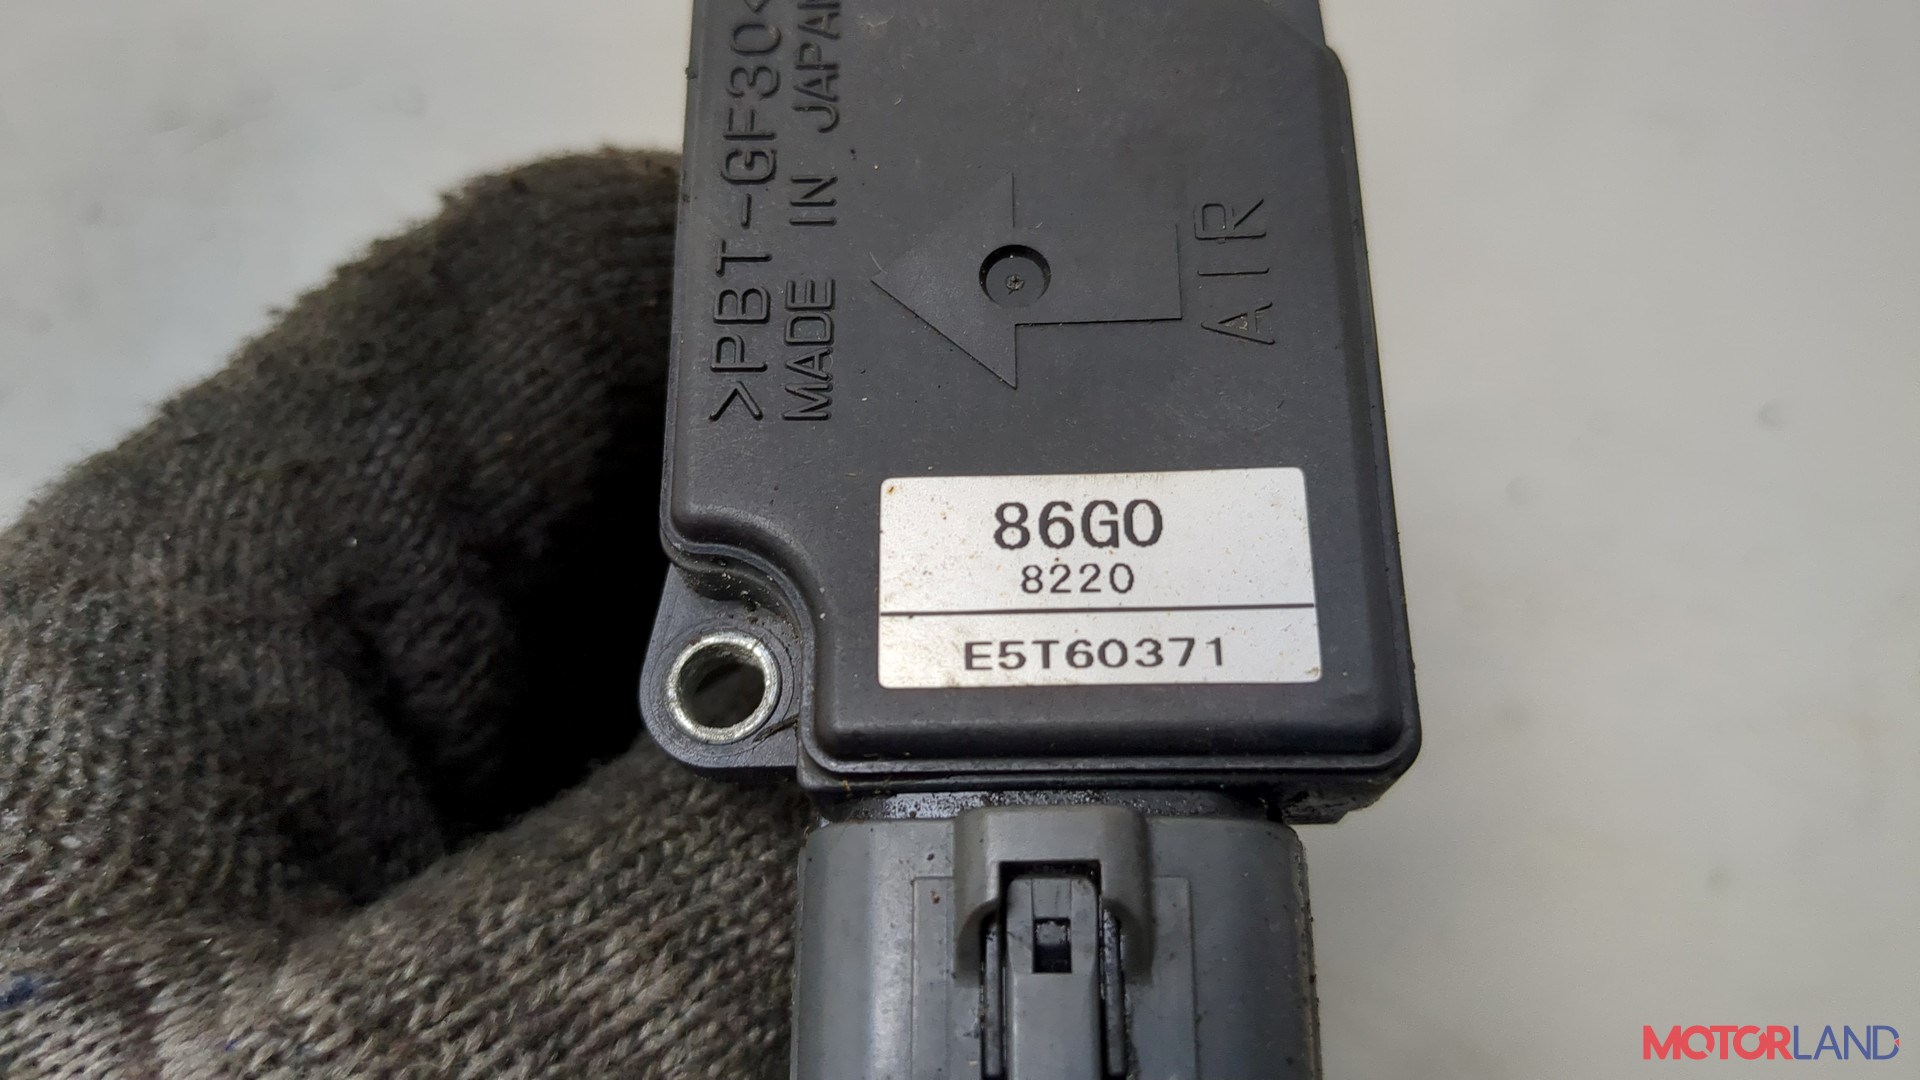 >PBT-GF30<
MADE IN JAPAN
AIR
86G0
8220
E5T60371
MOTORLAND